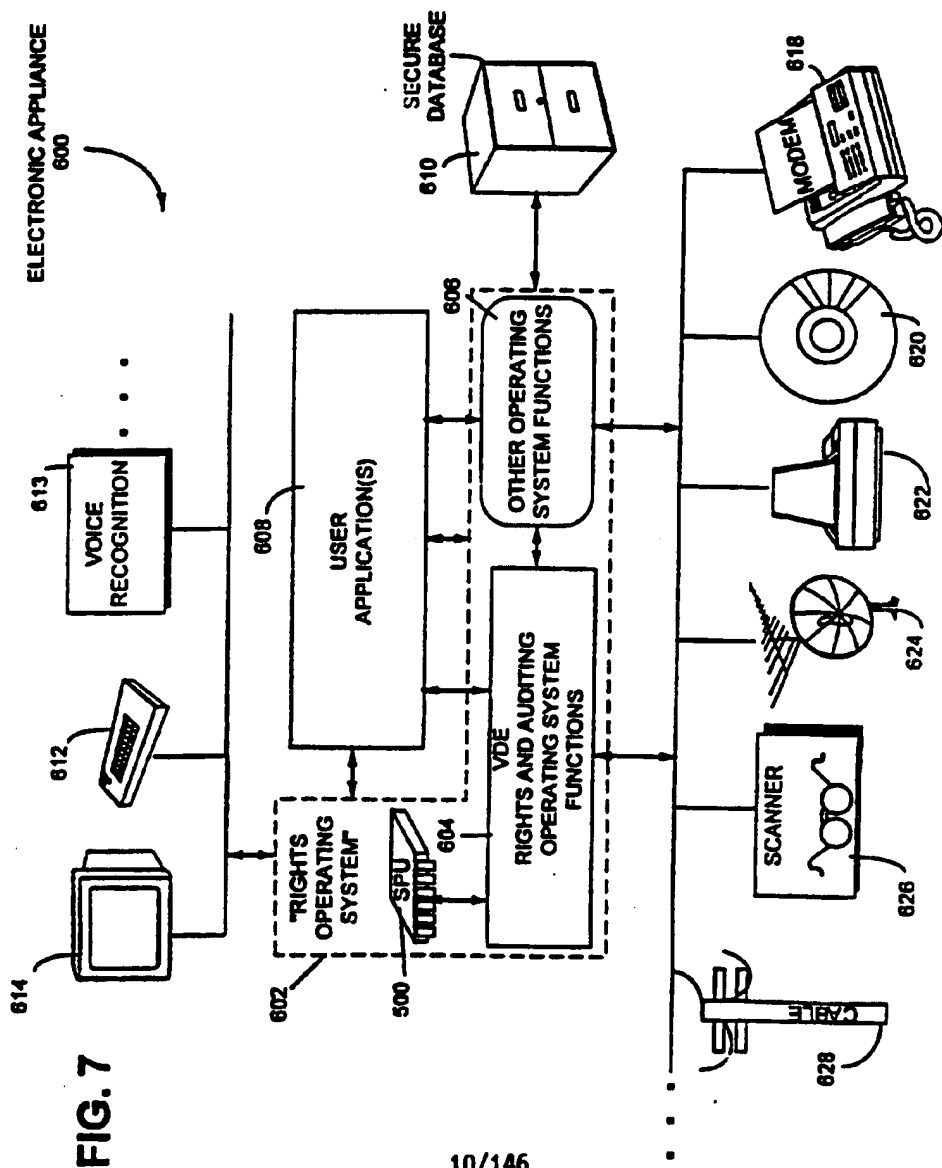 FIG. 7
ELECTRONIC APPLIANCE
600
614
612
613
VOICE
RECOGNITION
602
"RIGHTS
OPERATING
SYSTEM"
608
USER
APPLICATION(S)
SPU
500
604
VDE
RIGHTS AND AUDITING
OPERATING SYSTEM
FUNCTIONS
606
OTHER OPERATING
SYSTEM FUNCTIONS
610
SECURE
DATABASE
CABLE
628
SCANNER
626
624
622
620
MODEM
618
10/146